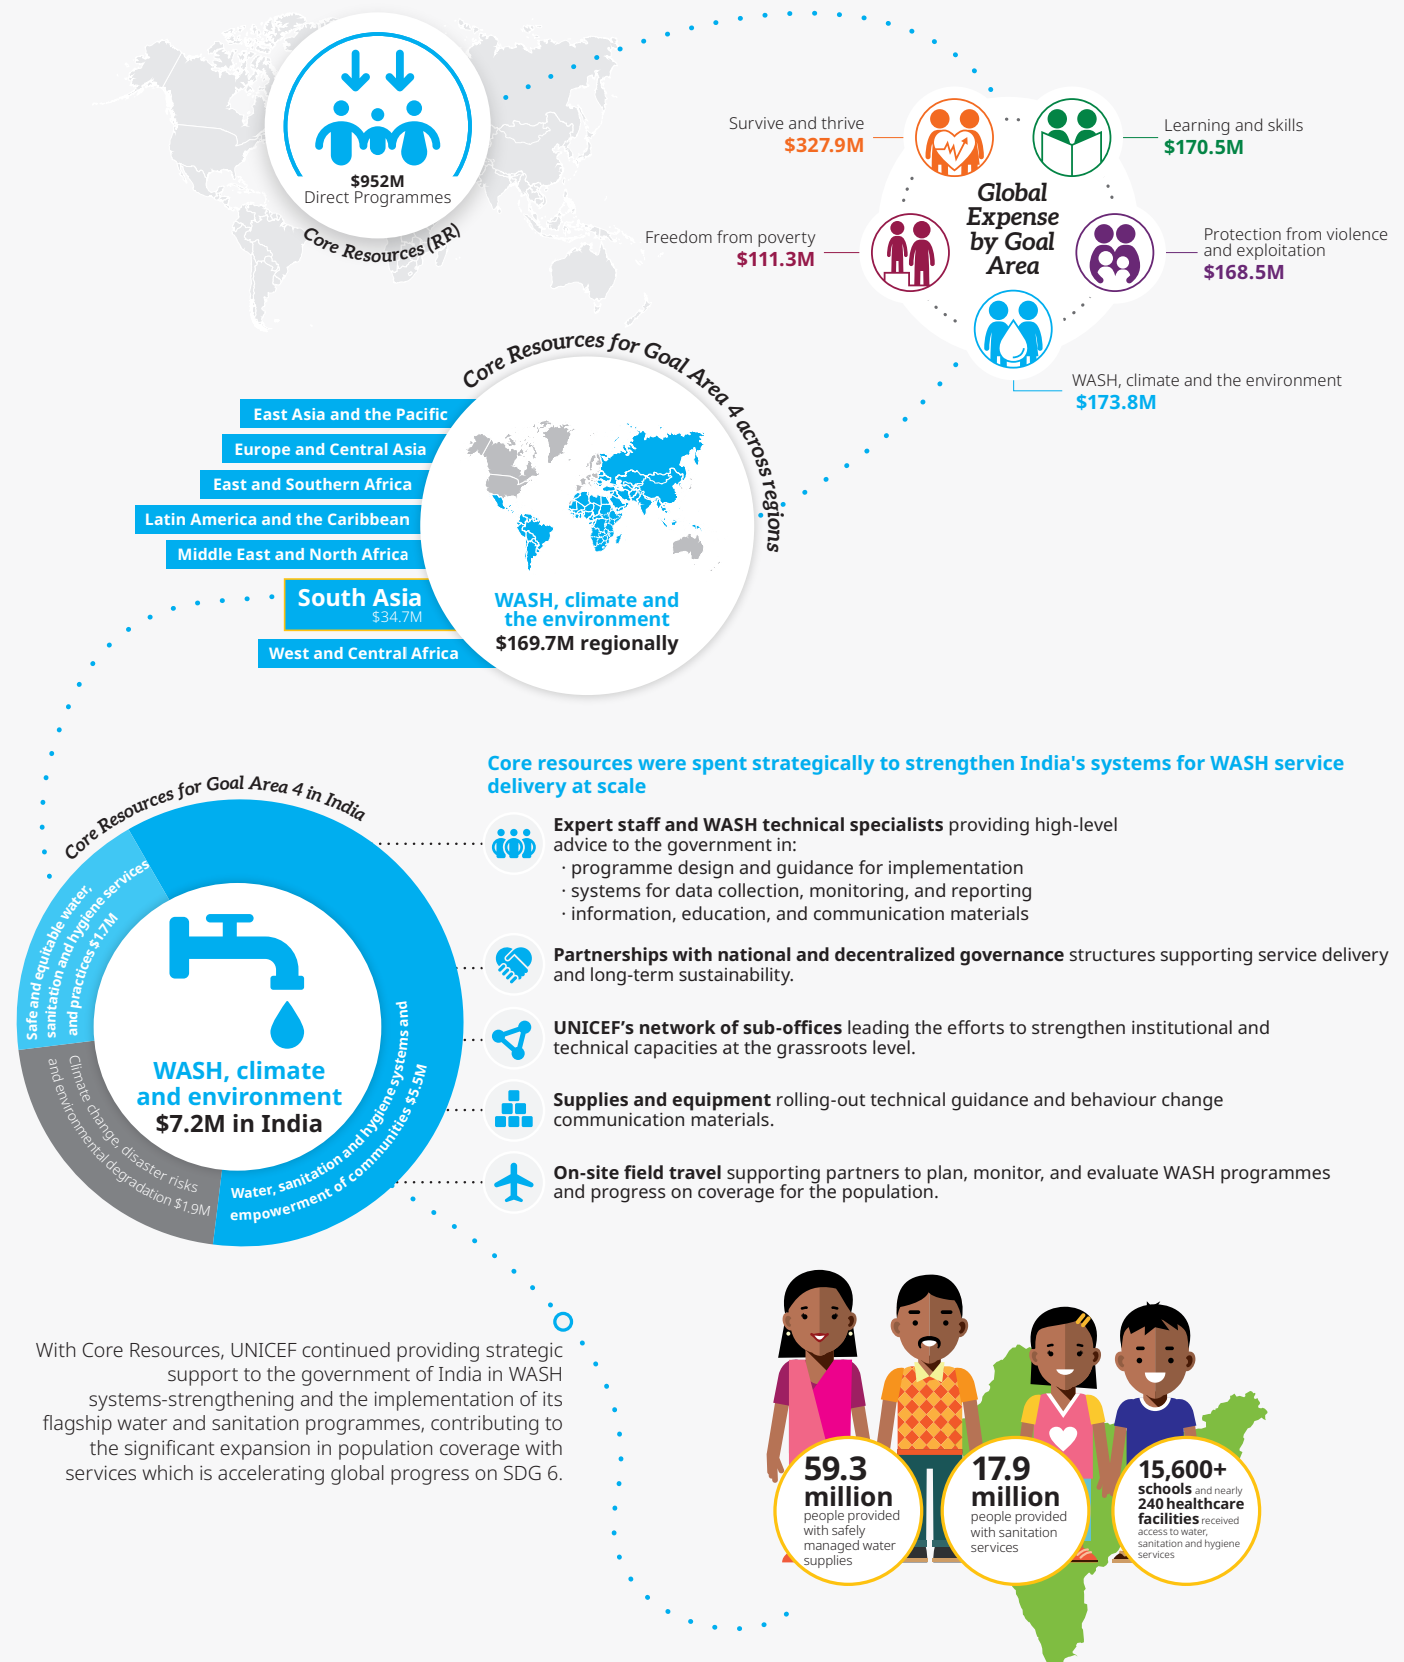 $952M
Direct Programmes
Core Resources (RR)
Global
Expense
by Goal
Area
Survive and thrive
$327.9M
Learning and skills
$170.5M
Freedom from poverty
$111.3M
Protection from violence
and exploitation
$168.5M
WASH, climate and the environment
$173.8M
Core Resources for Goal Area 4 across regions
East Asia and the Pacific
Europe and Central Asia
East and Southern Africa
Latin America and the Caribbean
Middle East and North Africa
South Asia
$34.7M
West and Central Africa
WASH, climate and
the environment
$169.7M regionally
Core Resources for Goal Area 4 in India
Safe and equitable water,
sanitation and hygiene services
and practices $1.7M
Climate change, disaster risks
and environmental degradation $1.9M
Water, sanitation and hygiene systems and
empowerment of communities $5.5M
WASH, climate
and environment
$7.2M in India
Core resources were spent strategically to strengthen India's systems for WASH service
delivery at scale
Expert staff and WASH technical specialists providing high-level
advice to the government in:
· programme design and guidance for implementation
· systems for data collection, monitoring, and reporting
· information, education, and communication materials
Partnerships with national and decentralized governance structures supporting service delivery
and long-term sustainability.
UNICEF’s network of sub-offices leading the efforts to strengthen institutional and
technical capacities at the grassroots level.
Supplies and equipment rolling-out technical guidance and behaviour change
communication materials.
On-site field travel supporting partners to plan, monitor, and evaluate WASH programmes
and progress on coverage for the population.
With Core Resources, UNICEF continued providing strategic
support to the government of India in WASH
systems-strengthening and the implementation of its
flagship water and sanitation programmes, contributing to
the significant expansion in population coverage with
services which is accelerating global progress on SDG 6.
59.3
million
people provided
with safely
managed water
supplies
17.9
million
people provided
with sanitation
services
15,600+
schools and nearly
240 healthcare
facilities received
access to water,
sanitation and hygiene
services